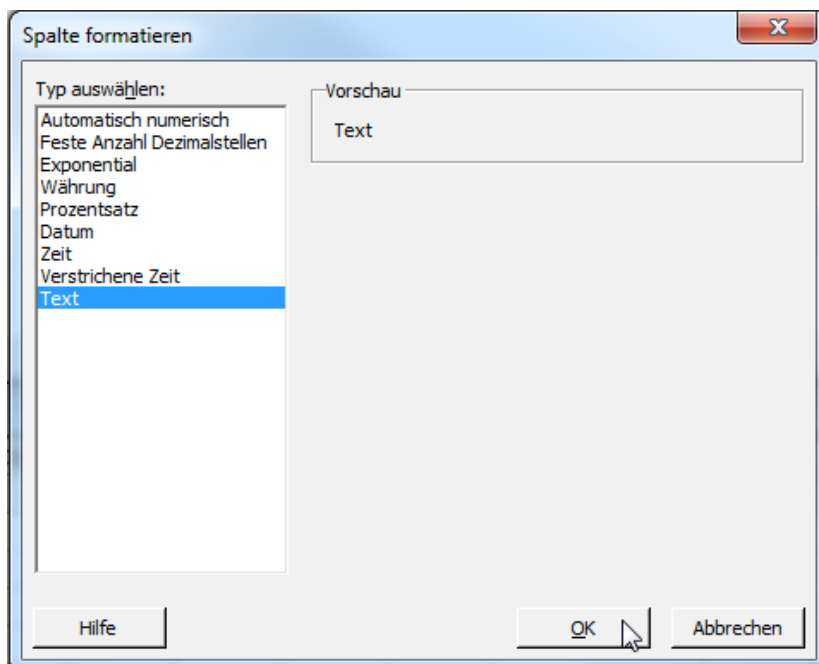 Spalte formatieren
Typ auswählen:
Automatisch numerisch
Feste Anzahl Dezimalstellen
Exponential
Währung
Prozentsatz
Datum
Zeit
Verstrichene Zeit
Text
Vorschau
Text
Hilfe
OK
Abbrechen